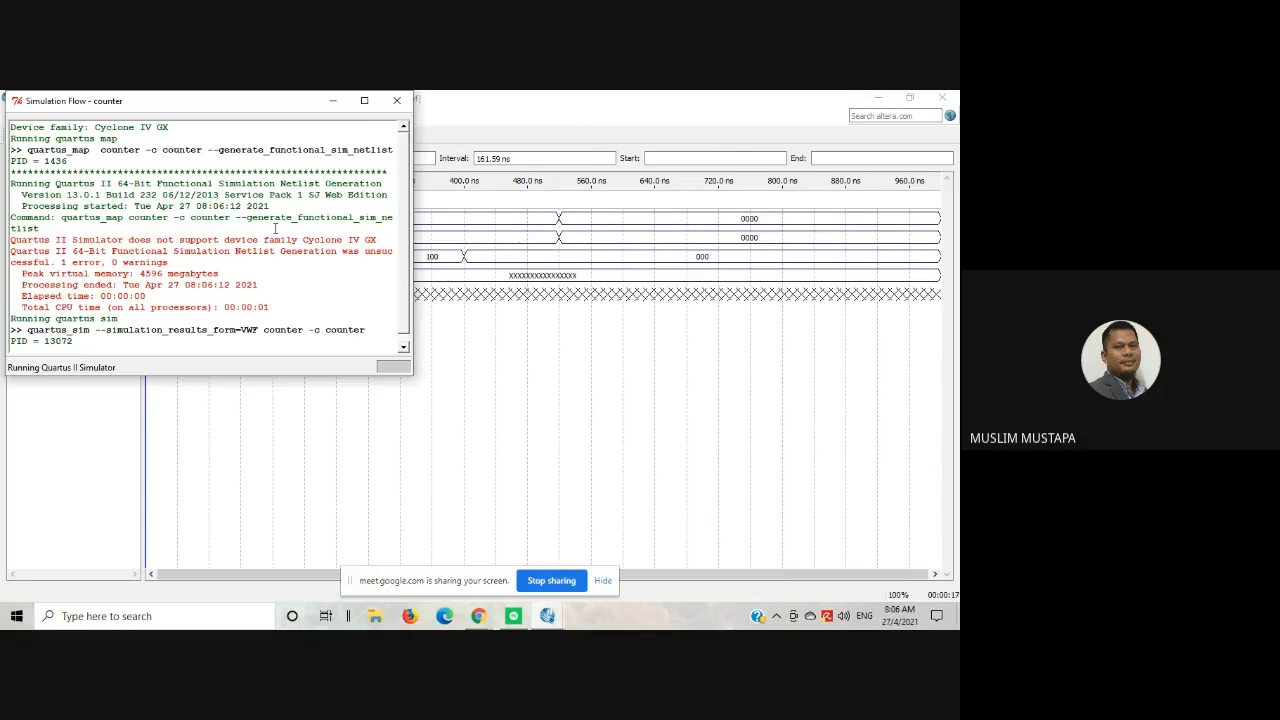 Simulation Flow - counter
Device family: Cyclone IV GX
Running quartus map
>> quartus_map  counter -c counter --generate_functional_sim_netlist
PID = 1436
*******************************************************************
Running Quartus II 64-Bit Functional Simulation Netlist Generation
Version 13.0.1 Build 232 06/12/2013 Service Pack 1 SJ Web Edition
Processing started: Tue Apr 27 08:06:12 2021
Command: quartus_map counter -c counter --generate_functional_sim_ne
tlist
Quartus II Simulator does not support device family Cyclone IV GX
Quartus II 64-Bit Functional Simulation Netlist Generation was unsuc
cessful. 1 error, 0 warnings
Peak virtual memory: 4596 megabytes
Processing ended: Tue Apr 27 08:06:12 2021
Elapsed time: 00:00:00
Total CPU time (on all processors): 00:00:01
Running quartus sim
>> quartus_sim --simulation_results_form=VWF counter -c counter
PID = 13072
Running Quartus II Simulator
Search altera.com
Interval: 161.59 ns Start: End:
400.0 ns 480.0 ns 560.0 ns 640.0 ns 720.0 ns 800.0 ns 880.0 ns 960.0 ns
0000
0000
100 000
XXXXXXXXXXXXXXXX
meet.google.com is sharing your screen. Stop sharing Hide
100% 00:00:17
Type here to search
ENG
8:06 AM
27/4/2021
MUSLIM MUSTAPA